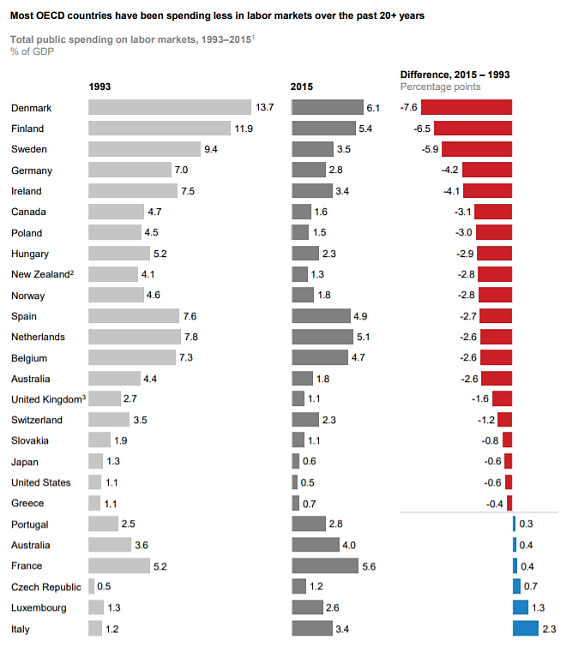 Most OECD countries have been spending less in labor markets over the past 20+ years
Total public spending on labor markets, 1993–2015¹
% of GDP
Difference, 2015 – 1993
1993 2015 Percentage points
Denmark 13.7 6.1 -7.6
Finland 11.9 5.4 -6.5
Sweden 9.4 3.5 -5.9
Germany 7.0 2.8 -4.2
Ireland 7.5 3.4 -4.1
Canada 4.7 1.6 -3.1
Poland 4.5 1.5 -3.0
Hungary 5.2 2.3 -2.9
New Zealand² 4.1 1.3 -2.8
Norway 4.6 1.8 -2.8
Spain 7.6 4.9 -2.7
Netherlands 7.8 5.1 -2.6
Belgium 7.3 4.7 -2.6
Australia 4.4 1.8 -2.6
United Kingdom³ 2.7 1.1 -1.6
Switzerland 3.5 2.3 -1.2
Slovakia 1.9 1.1 -0.8
Japan 1.3 0.6 -0.6
United States 1.1 0.5 -0.6
Greece 1.1 0.7 -0.4
Portugal 2.5 2.8 0.3
Australia 3.6 4.0 0.4
France 5.2 5.6 0.4
Czech Republic 0.5 1.2 0.7
Luxembourg 1.3 2.6 1.3
Italy 1.2 3.4 2.3